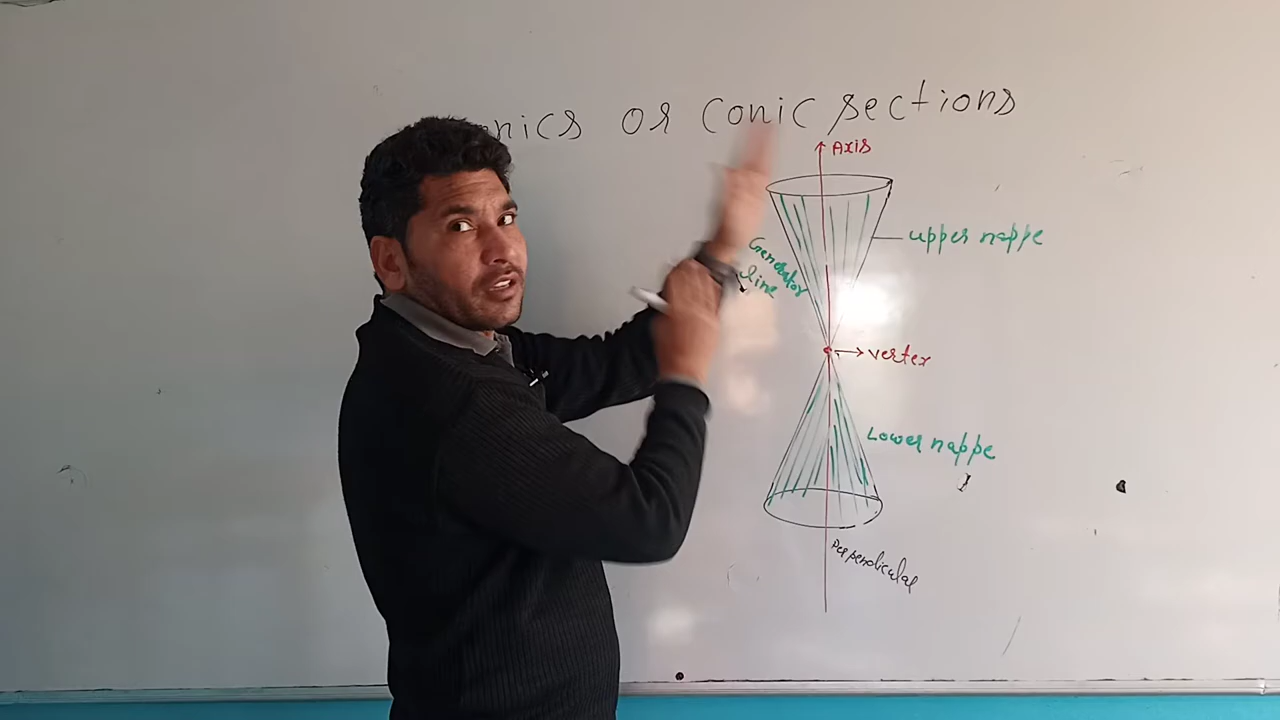 nics or conic sections
Axis
upper nappe
Generator
line
vertex
Lower nappe
Perpendicular